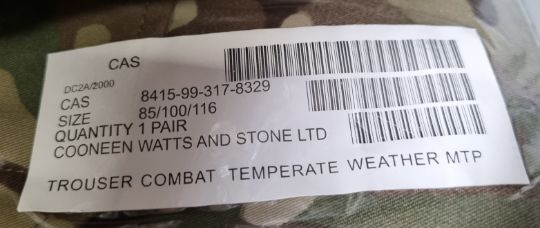 CAS
DC2A/2000
CAS 8415-99-317-8329
SIZE 85/100/116
QUANTITY 1 PAIR
COONEEN WATTS AND STONE LTD
TROUSER COMBAT TEMPERATE WEATHER MTP